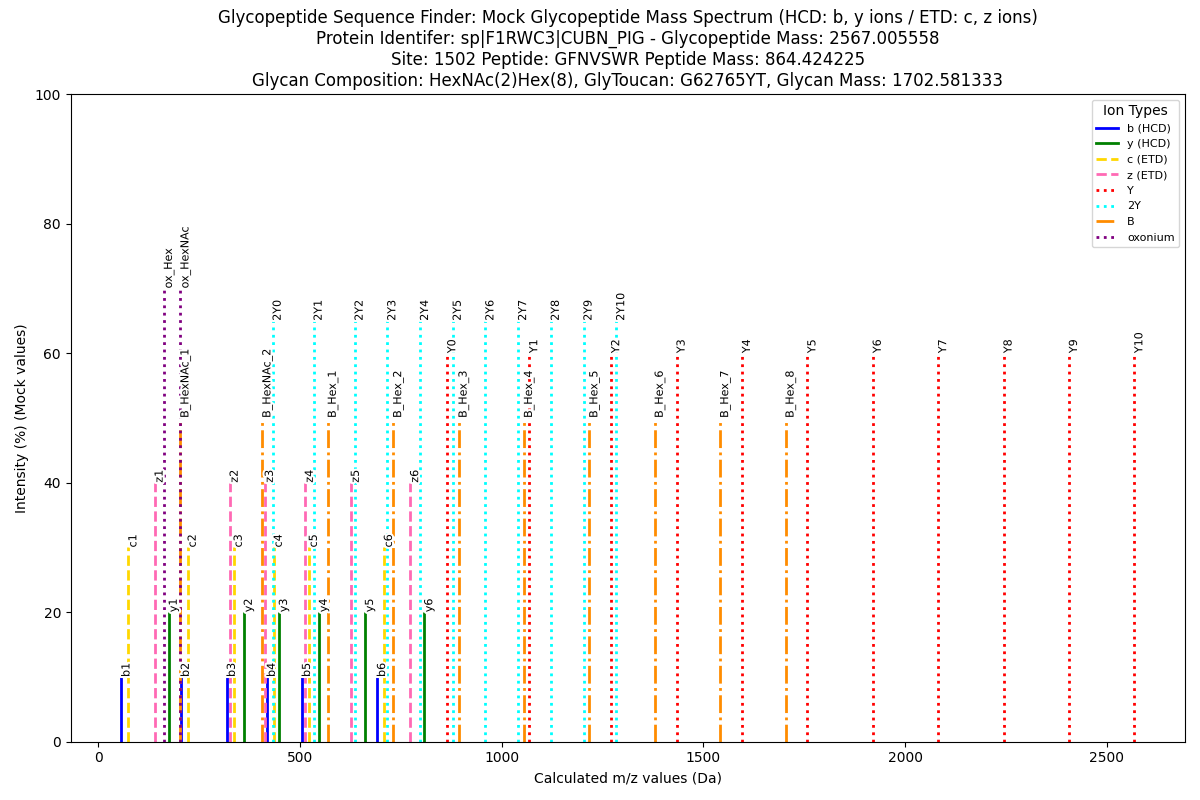 Glycopeptide Sequence Finder: Mock Glycopeptide Mass Spectrum (HCD: b, y ions / ETD: c, z ions)
Protein Identifer: sp|F1RWC3|CUBN_PIG - Glycopeptide Mass: 2567.005558
Site: 1502 Peptide: GFNVSWR Peptide Mass: 864.424225
Glycan Composition: HexNAc(2)Hex(8), GlyToucan: G62765YT, Glycan Mass: 1702.581333
Ion Types
b (HCD)
y (HCD)
c (ETD)
z (ETD)
Y
2Y
B
oxonium
Intensity (%) (Mock values)
100
80
60
40
20
0
ox_Hex
ox_HexNAc
2Y0
2Y1
2Y2
2Y3
2Y4
2Y5
2Y6
2Y7
2Y8
2Y9
2Y10
Y0
Y1
Y2
Y3
Y4
Y5
Y6
Y7
Y8
Y9
Y10
B_HexNAc_1
B_HexNAc_2
B_Hex_1
B_Hex_2
B_Hex_3
B_Hex_4
B_Hex_5
B_Hex_6
B_Hex_7
B_Hex_8
z1
z2
z3
z4
z5
z6
c1
c2
c3
c4
c5
c6
y1
y2
y3
y4
y5
y6
b1
b2
b3
b4
b5
b6
0
500
1000
1500
2000
2500
Calculated m/z values (Da)